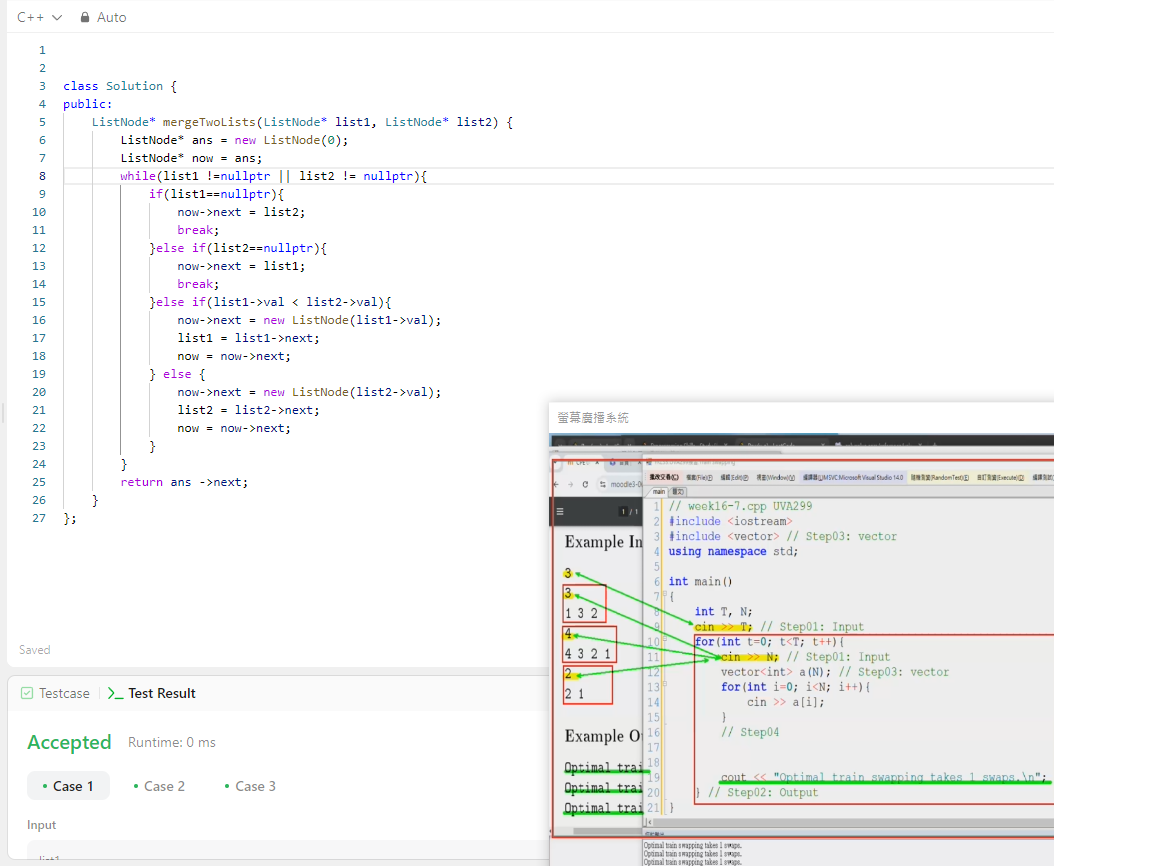 C++ Auto
1
2
3 class Solution {
4 public:
5 ListNode* mergeTwoLists(ListNode* list1, ListNode* list2) {
6 ListNode* ans = new ListNode(0);
7 ListNode* now = ans;
8 while(list1 !=nullptr || list2 != nullptr){
9 if(list1==nullptr){
10 now->next = list2;
11 break;
12 }else if(list2==nullptr){
13 now->next = list1;
14 break;
15 }else if(list1->val < list2->val){
16 now->next = new ListNode(list1->val);
17 list1 = list1->next;
18 now = now->next;
19 } else {
20 now->next = new ListNode(list2->val);
21 list2 = list2->next;
22 now = now->next;
23 }
24 }
25 return ans ->next;
26 }
27 };
Saved
Testcase Test Result
Accepted Runtime: 0 ms
Case 1 Case 2 Case 3
Input
list1
螢幕廣播系統
moodle3-0
1 / 1
Example In
3
3
1 3 2
4
4 3 2 1
2
2 1
Example O
Optimal trai
Optimal trai
Optimal trai
main
1 // week16-7.cpp UVA299
2 #include <iostream>
3 #include <vector> // Step03: vector
4 using namespace std;
5
6 int main()
7 {
8 int T, N;
9 cin >> T; // Step01: Input
10 for(int t=0; t<T; t++){
11 cin >> N; // Step01: Input
12 vector<int> a(N); // Step03: vector
13 for(int i=0; i<N; i++){
14 cin >> a[i];
15 }
16 // Step04
17
18
19 cout << "Optimal train swapping takes 1 swaps.\n";
20 } // Step02: Output
21 }
Optimal train swapping takes 1 swaps.
Optimal train swapping takes 1 swaps.
Optimal train swapping takes 1 swaps.